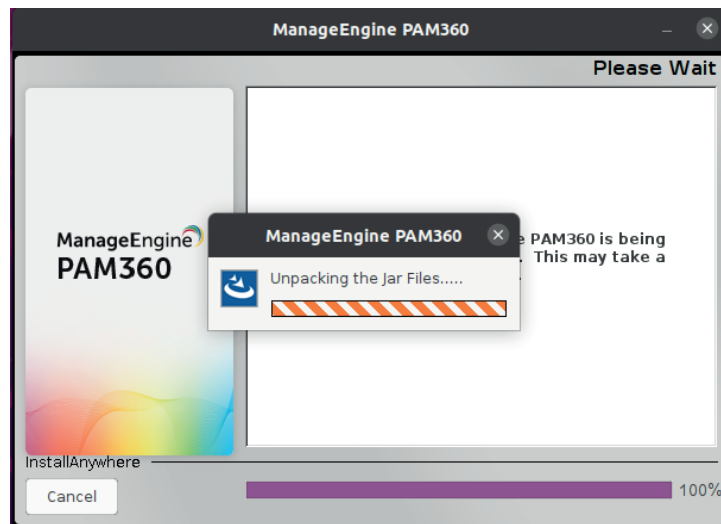 ManageEngine PAM360
Please Wait
ManageEngine
PAM360
ManageEngine PAM360
Unpacking the Jar Files.....
PAM360 is being
This may take a
InstallAnywhere
Cancel
100%